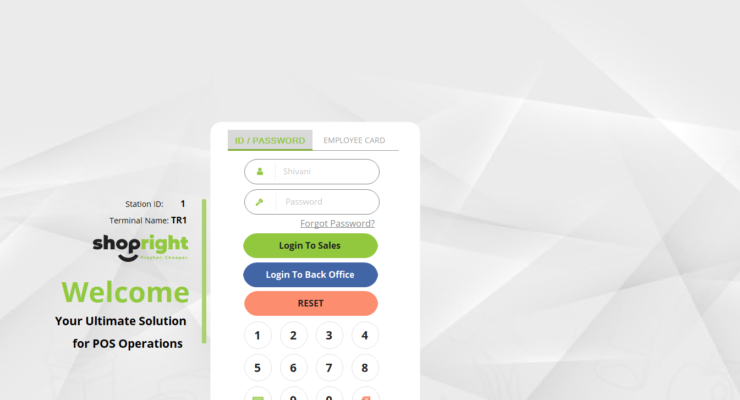 ID / PASSWORD
EMPLOYEE CARD
Shivani
Password
Forgot Password?
Station ID: 1
Terminal Name: TR1
shopright
Welcome
Your Ultimate Solution
for POS Operations
Login To Sales
Login To Back Office
RESET
1 2 3 4
5 6 7 8
9 0